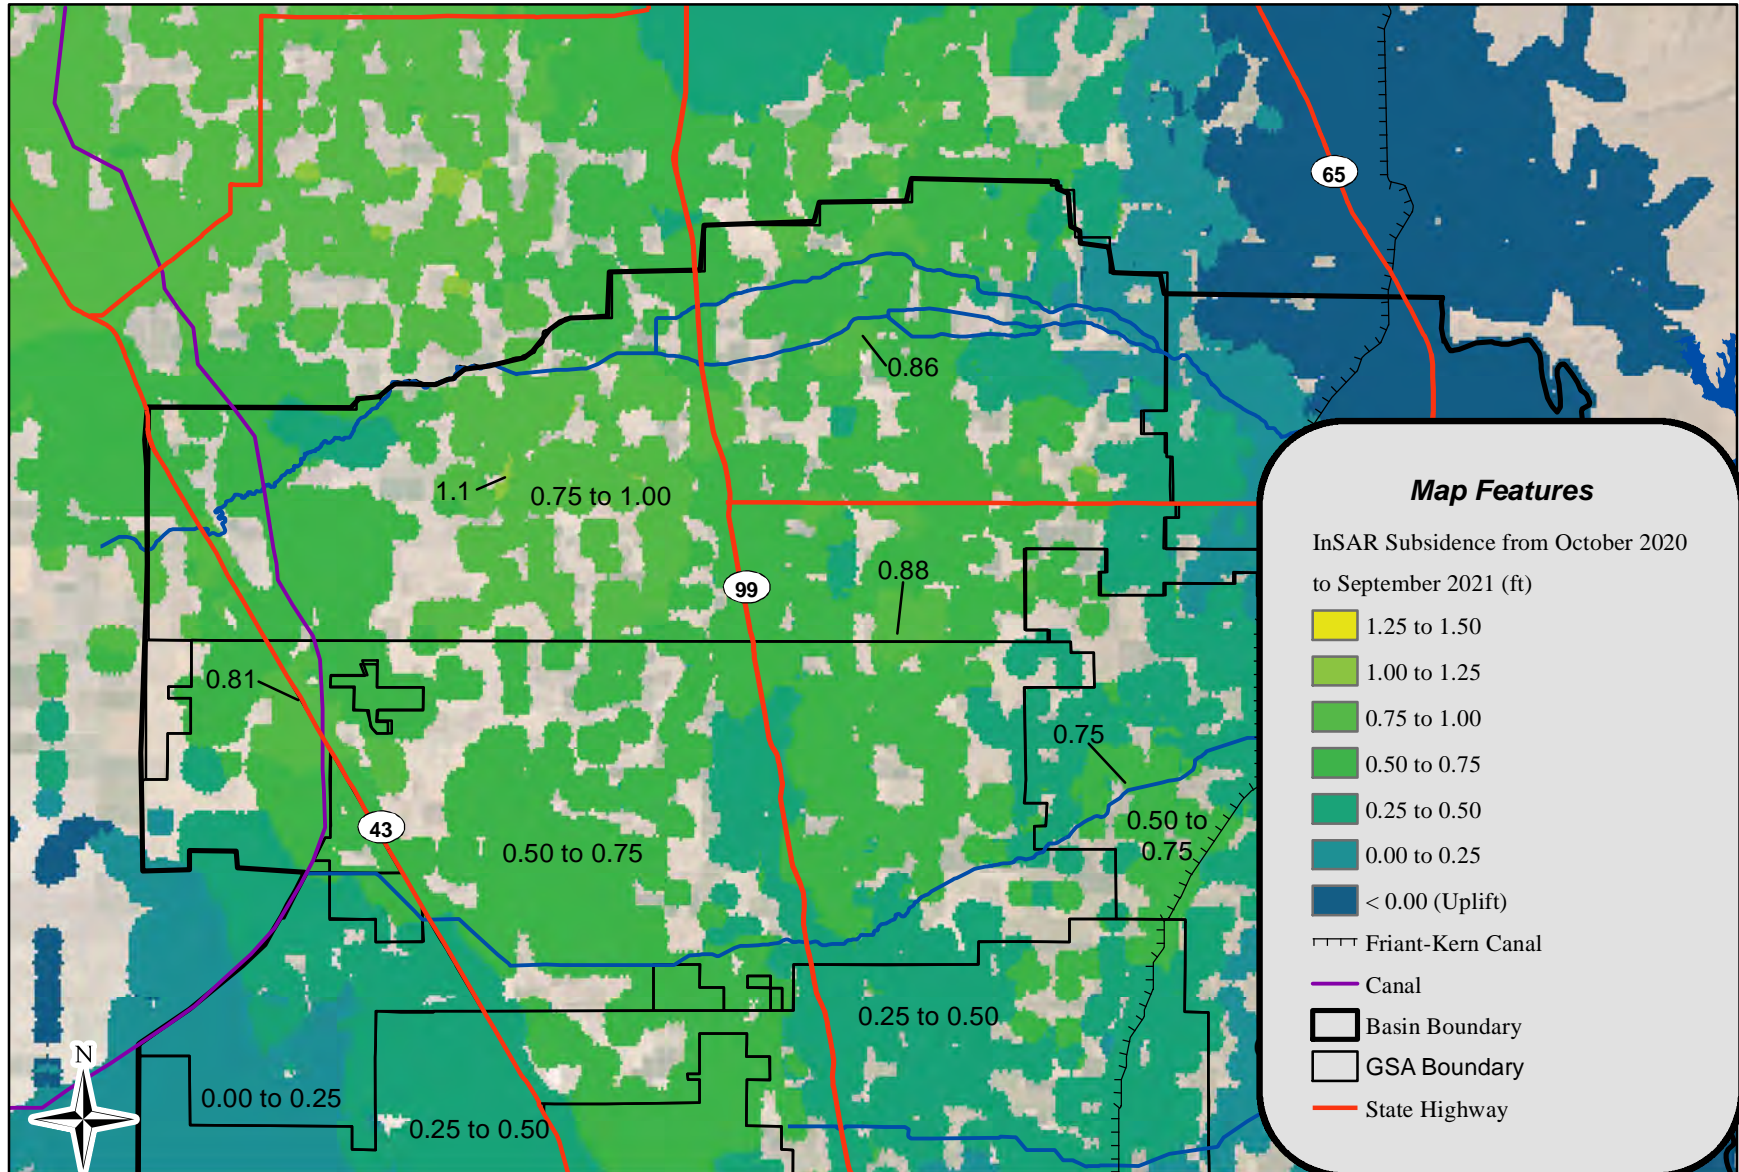 65
0.86
1.1
0.75 to 1.00
0.88
99
0.81
0.75
43
0.50 to 0.75
0.50 to
0.75
0.25 to 0.50
0.00 to 0.25
0.25 to 0.50
N
Map Features
InSAR Subsidence from October 2020
to September 2021 (ft)
1.25 to 1.50
1.00 to 1.25
0.75 to 1.00
0.50 to 0.75
0.25 to 0.50
0.00 to 0.25
< 0.00 (Uplift)
Friant-Kern Canal
Canal
Basin Boundary
GSA Boundary
State Highway